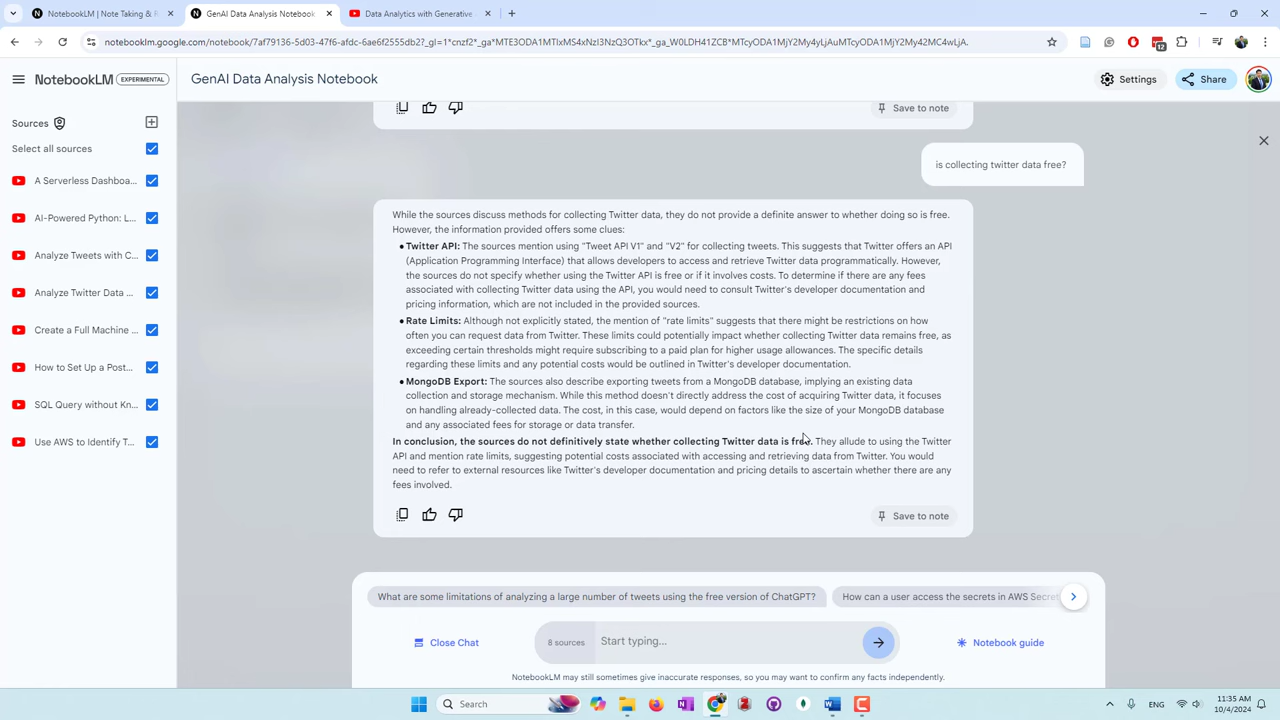 NotebookLM | Note Taking & R
GenAI Data Analysis Notebook
Data Analytics with Generative
notebooklm.google.com/notebook/7af79136-5d03-47f6-afdc-6ae6f2555db2?_gl=1*cnzf2*_ga*MTE3ODA1MTIxMS4xNzI3NzQ3OTkx*_ga_W0LDH41ZCB*MTcyODA1MjY2My4yLjAuMTcyODA1MjY2My42MC4wLjA.
12
NotebookLM EXPERIMENTAL
GenAI Data Analysis Notebook
Settings
Share
Sources
Select all sources
A Serverless Dashboa...
AI-Powered Python: L...
Analyze Tweets with C...
Analyze Twitter Data ...
Create a Full Machine ...
How to Set Up a Post...
SQL Query without Kn...
Use AWS to Identify T...
Save to note
is collecting twitter data free?
While the sources discuss methods for collecting Twitter data, they do not provide a definite answer to whether doing so is free.
However, the information provided offers some clues:
• Twitter API: The sources mention using "Tweet API V1" and "V2" for collecting tweets. This suggests that Twitter offers an API
(Application Programming Interface) that allows developers to access and retrieve Twitter data programmatically. However,
the sources do not specify whether using the Twitter API is free or if it involves costs. To determine if there are any fees
associated with collecting Twitter data using the API, you would need to consult Twitter's developer documentation and
pricing information, which are not included in the provided sources.
• Rate Limits: Although not explicitly stated, the mention of "rate limits" suggests that there might be restrictions on how
often you can request data from Twitter. These limits could potentially impact whether collecting Twitter data remains free, as
exceeding certain thresholds might require subscribing to a paid plan for higher usage allowances. The specific details
regarding these limits and any potential costs would be outlined in Twitter's developer documentation.
• MongoDB Export: The sources also describe exporting tweets from a MongoDB database, implying an existing data
collection and storage mechanism. While this method doesn't directly address the cost of acquiring Twitter data, it focuses
on handling already-collected data. The cost, in this case, would depend on factors like the size of your MongoDB database
and any associated fees for storage or data transfer.
In conclusion, the sources do not definitively state whether collecting Twitter data is free. They allude to using the Twitter
API and mention rate limits, suggesting potential costs associated with accessing and retrieving data from Twitter. You would
need to refer to external resources like Twitter's developer documentation and pricing details to ascertain whether there are any
fees involved.
Save to note
What are some limitations of analyzing a large number of tweets using the free version of ChatGPT?
How can a user access the secrets in AWS Secre
Close Chat
8 sources
Start typing...
Notebook guide
NotebookLM may still sometimes give inaccurate responses, so you may want to confirm any facts independently.
Search
ENG
11:35 AM
10/4/2024